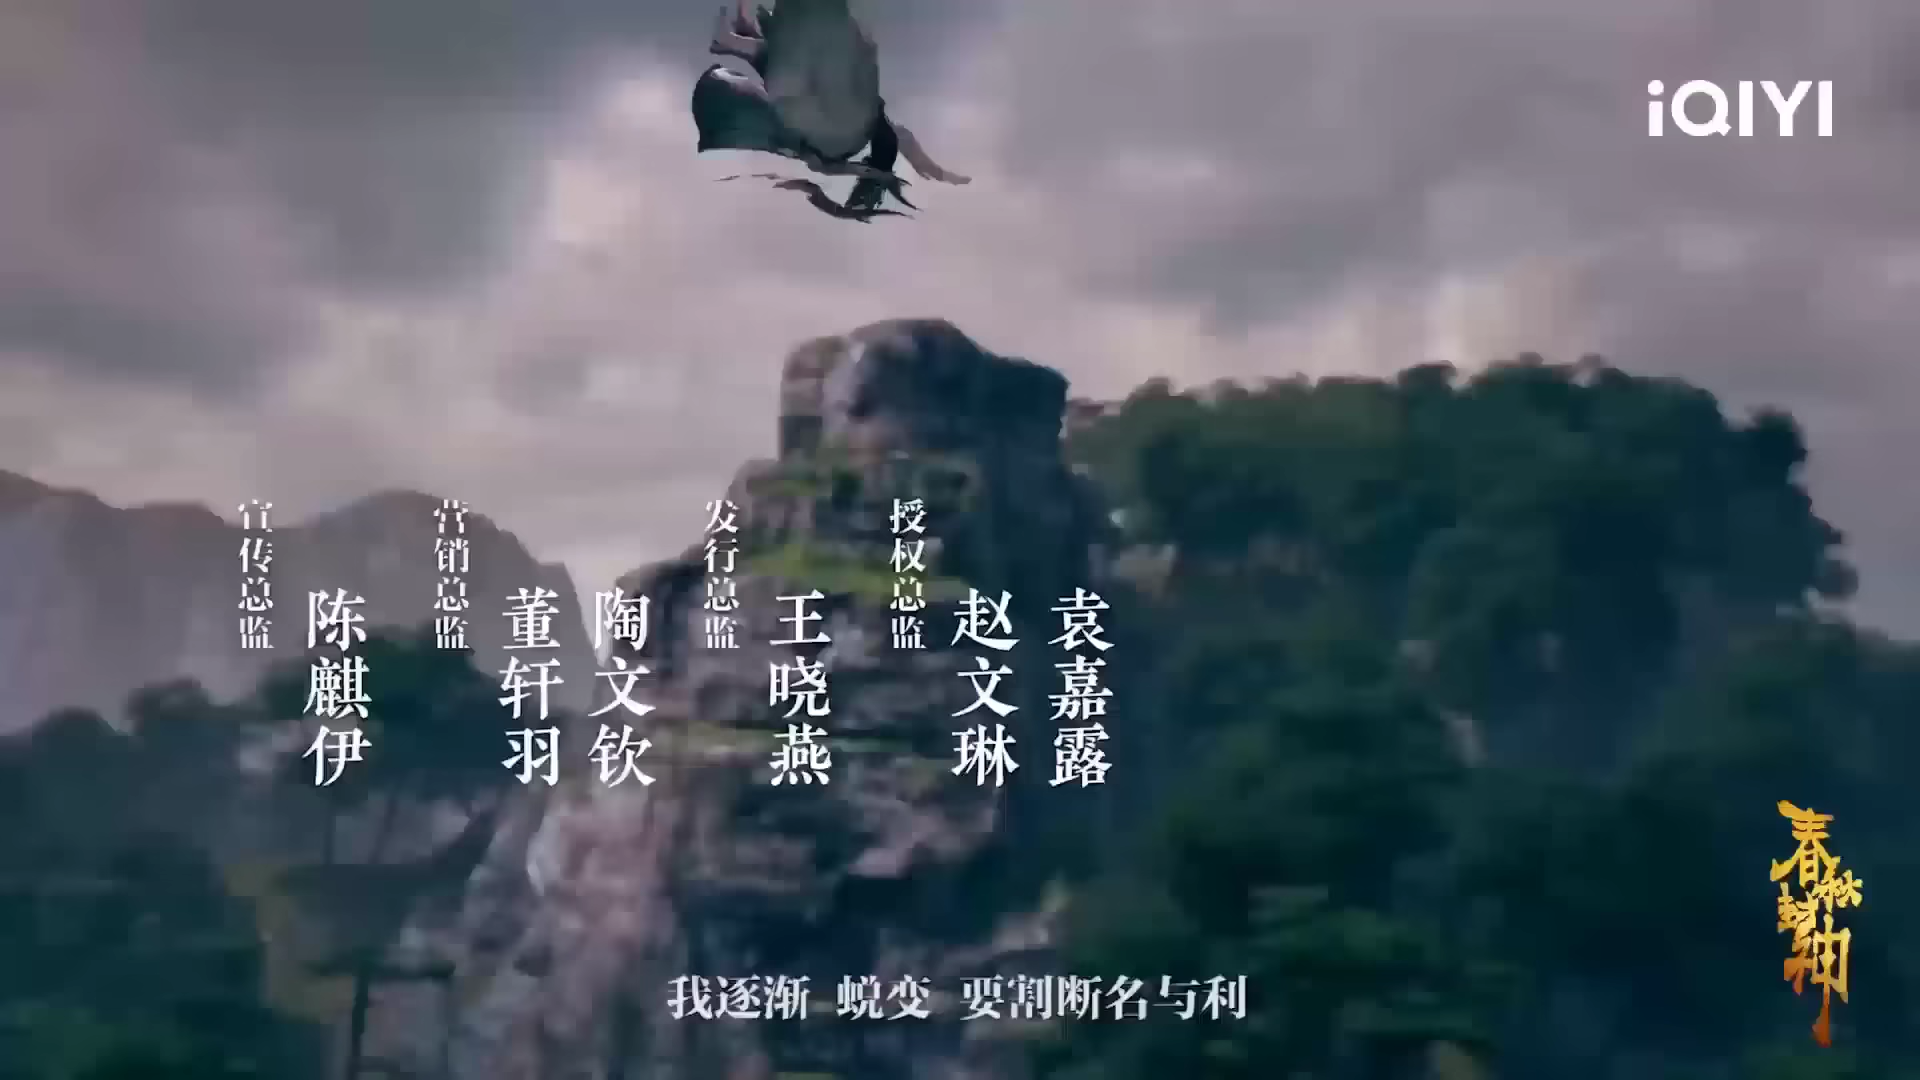 iQIYI
宣传总监
陈麒伊
营销总监
董轩羽
陶文钦
发行总监
王晓燕
授权总监
赵文琳
袁嘉露
春秋封神
我逐渐 蜕变 要割断名与利